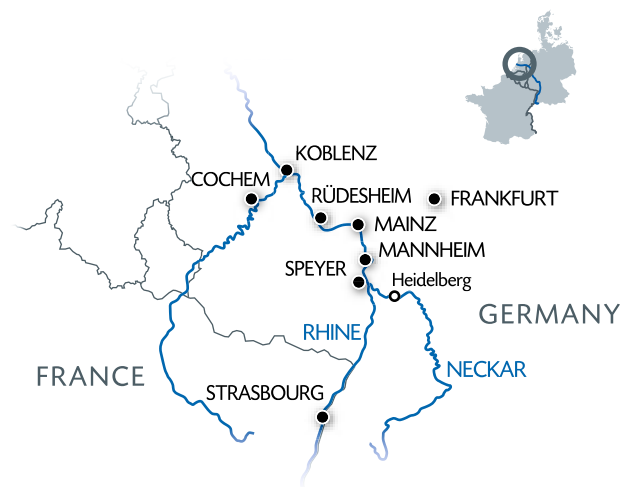 KOBLENZ
COCHEM
RÜDESHEIM
FRANKFURT
MAINZ
MANNHEIM
SPEYER
Heidelberg
GERMANY
RHINE
NECKAR
FRANCE
STRASBOURG